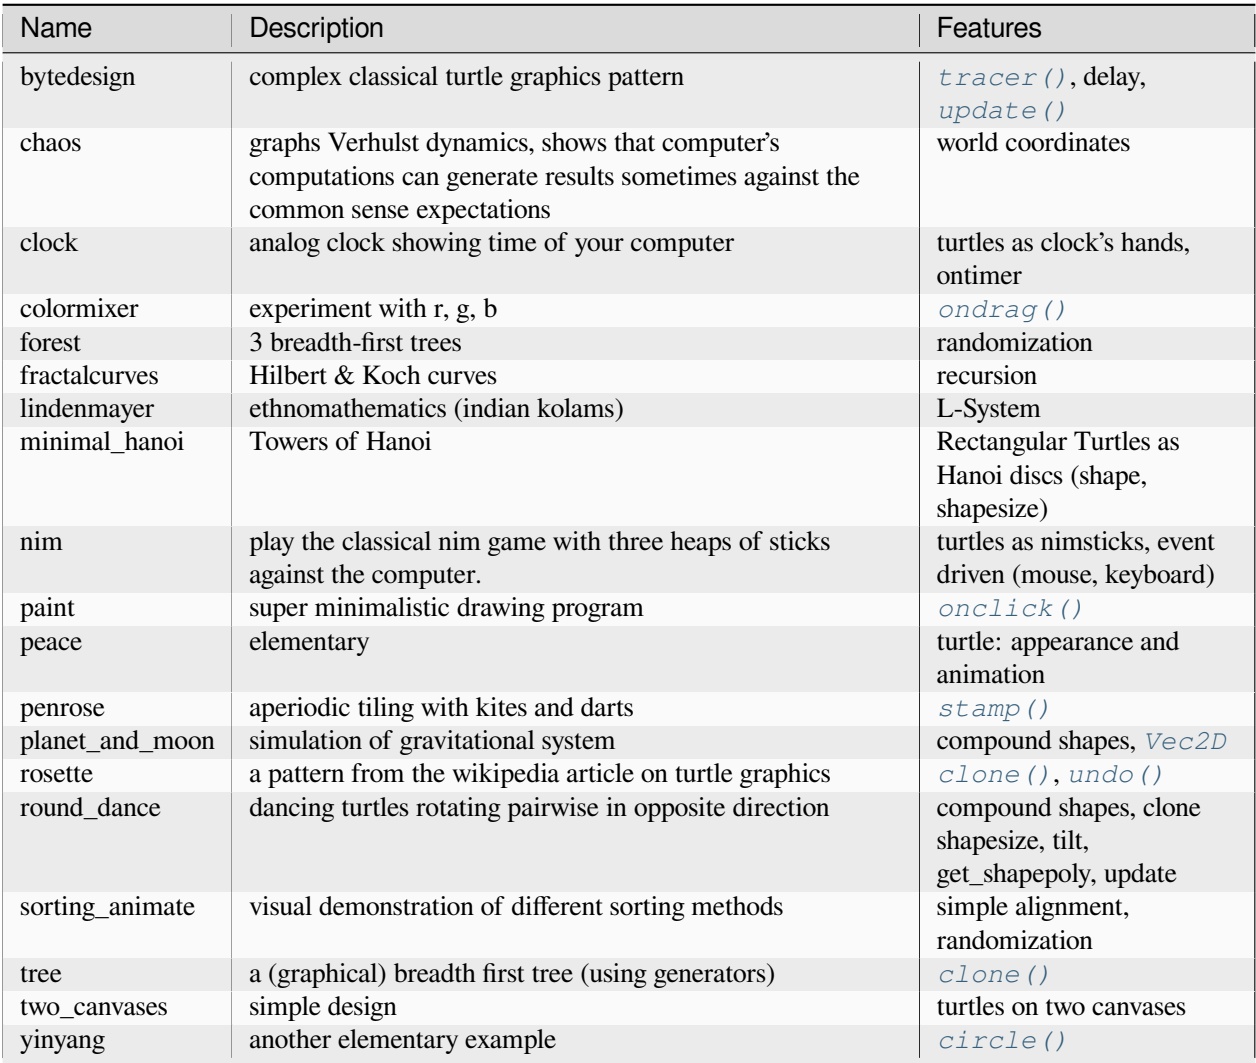 Name Description Features
bytedesign complex classical turtle graphics pattern tracer(), delay,
update()
chaos graphs Verhulst dynamics, shows that computer's world coordinates
computations can generate results sometimes against the
common sense expectations
clock analog clock showing time of your computer turtles as clock's hands,
ontimer
colormixer experiment with r, g, b ondrag()
forest 3 breadth-first trees randomization
fractalcurves Hilbert & Koch curves recursion
lindenmayer ethnomathematics (indian kolams) L-System
minimal_hanoi Towers of Hanoi Rectangular Turtles as
Hanoi discs (shape,
shapesize)
nim play the classical nim game with three heaps of sticks turtles as nimsticks, event
against the computer. driven (mouse, keyboard)
paint super minimalistic drawing program onclick()
peace elementary turtle: appearance and
animation
penrose aperiodic tiling with kites and darts stamp()
planet_and_moon simulation of gravitational system compound shapes, Vec2D
rosette a pattern from the wikipedia article on turtle graphics clone(), undo()
round_dance dancing turtles rotating pairwise in opposite direction compound shapes, clone
shapesize, tilt,
get_shapepoly, update
sorting_animate visual demonstration of different sorting methods simple alignment,
randomization
tree a (graphical) breadth first tree (using generators) clone()
two_canvases simple design turtles on two canvases
yinyang another elementary example circle()